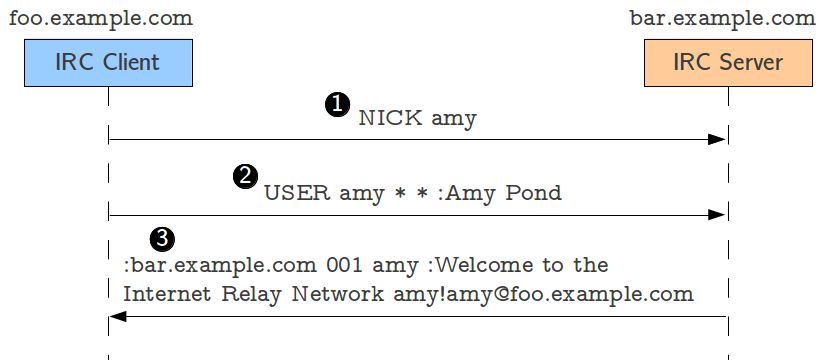 foo.example.com
bar.example.com
IRC Client
IRC Server
1
NICK amy
2
USER amy * * :Amy Pond
3
:bar.example.com 001 amy :Welcome to the
Internet Relay Network amy!amy@foo.example.com